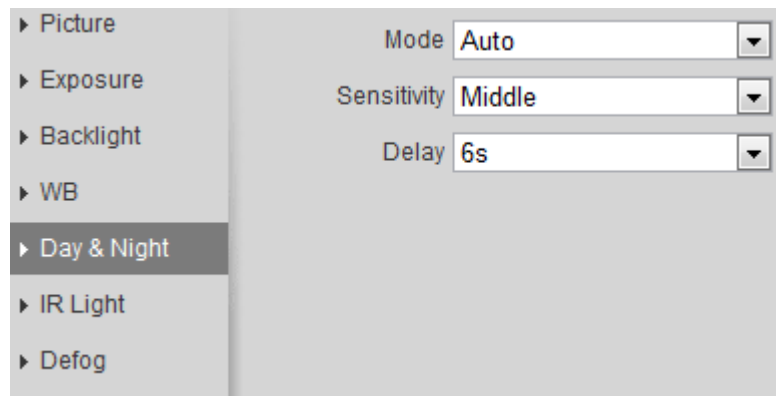 Picture
Exposure
Backlight
WB
Day & Night
IR Light
Defog
Mode Auto
Sensitivity Middle
Delay 6s